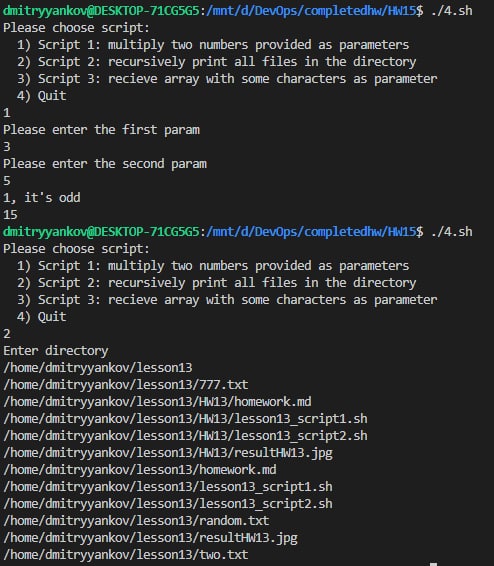 dmitryyankov@DESKTOP-71CG5G5:/mnt/d/DevOps/completedhw/HW15$ ./4.sh
Please choose script:
  1) Script 1: multiply two numbers provided as parameters
  2) Script 2: recursively print all files in the directory
  3) Script 3: recieve array with some characters as parameter
  4) Quit
1
Please enter the first param
3
Please enter the second param
5
1, it's odd
15
dmitryyankov@DESKTOP-71CG5G5:/mnt/d/DevOps/completedhw/HW15$ ./4.sh
Please choose script:
  1) Script 1: multiply two numbers provided as parameters
  2) Script 2: recursively print all files in the directory
  3) Script 3: recieve array with some characters as parameter
  4) Quit
2
Enter directory
/home/dmitryyankov/lesson13
/home/dmitryyankov/lesson13/777.txt
/home/dmitryyankov/lesson13/HW13/homework.md
/home/dmitryyankov/lesson13/HW13/lesson13_script1.sh
/home/dmitryyankov/lesson13/HW13/lesson13_script2.sh
/home/dmitryyankov/lesson13/HW13/resultHW13.jpg
/home/dmitryyankov/lesson13/homework.md
/home/dmitryyankov/lesson13/lesson13_script1.sh
/home/dmitryyankov/lesson13/lesson13_script2.sh
/home/dmitryyankov/lesson13/random.txt
/home/dmitryyankov/lesson13/resultHW13.jpg
/home/dmitryyankov/lesson13/two.txt